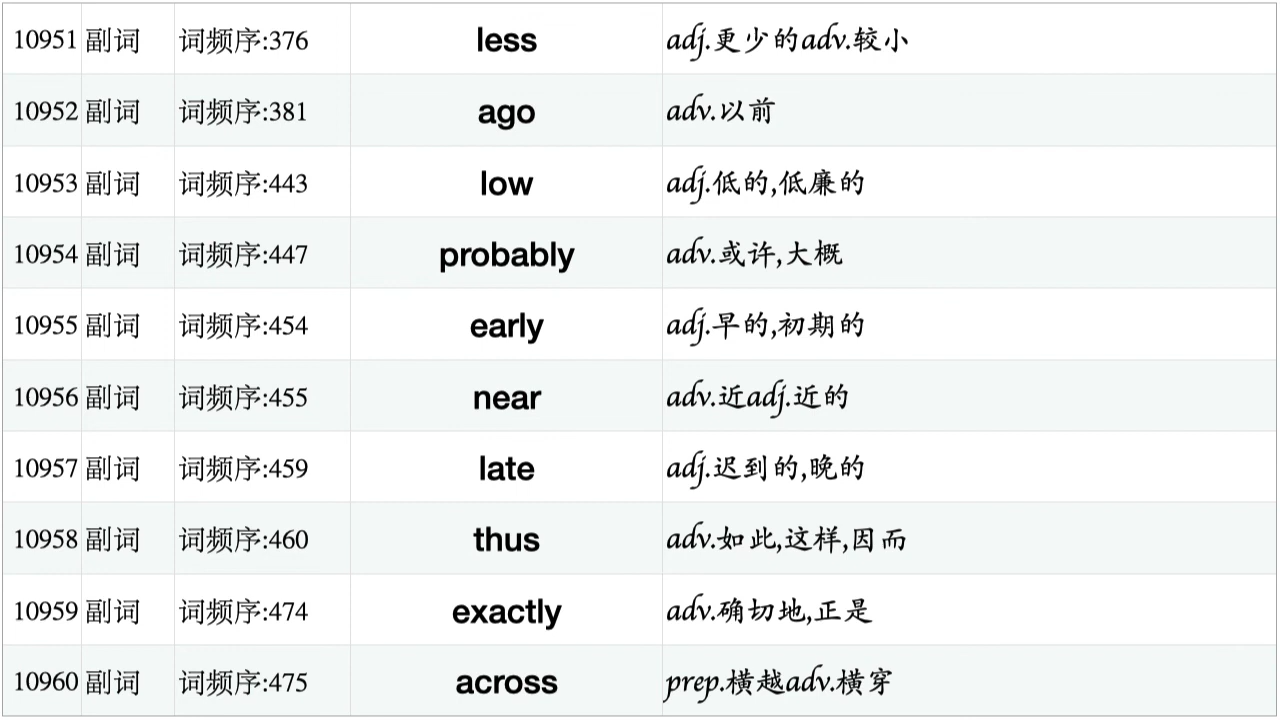 10951 副词 词频序:376 less adj.更少的adv.较小
10952 副词 词频序:381 ago adv.以前
10953 副词 词频序:443 low adj.低的,低廉的
10954 副词 词频序:447 probably adv.或许,大概
10955 副词 词频序:454 early adj.早的,初期的
10956 副词 词频序:455 near adv.近adj.近的
10957 副词 词频序:459 late adj.迟到的,晚的
10958 副词 词频序:460 thus adv.如此,这样,因而
10959 副词 词频序:474 exactly adv.确切地,正是
10960 副词 词频序:475 across prep.横越adv.横穿